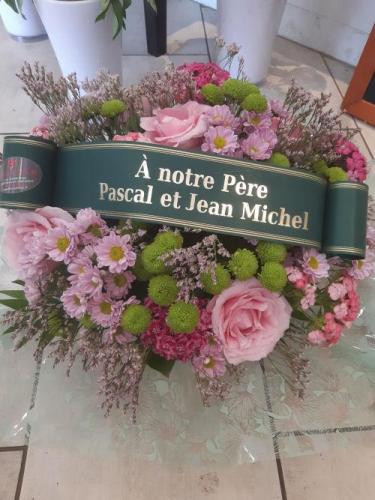 À notre Père
Pascal et Jean Michel